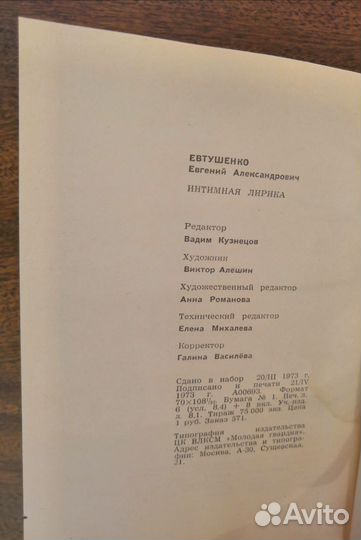 ЕВТУШЕНКО
Евгений Александрович
ИНТИМНАЯ ЛИРИКА
Редактор
Вадим Кузнецов
Художник
Виктор Алешин
Художественный редактор
Анна Романова
Технический редактор
Елена Михалева
Корректор
Галина Василёва
Сдано в набор 20/III 1973 г.
Подписано к печати 21/IV
1973 г. А00693. Формат
70×108¹/₃₂. Бумага № 1. Печ. л.
6 (усл. 8,4) + 8 вкл. Уч.-изд.
л. 8,1. Тираж 75 000 экз. Цена
1 руб. Заказ 571.
Типография издательства
ЦК ВЛКСМ «Молодая гвардия».
Адрес издательства и типогра-
фии: Москва, А-30, Сущевская,
21.
Avito